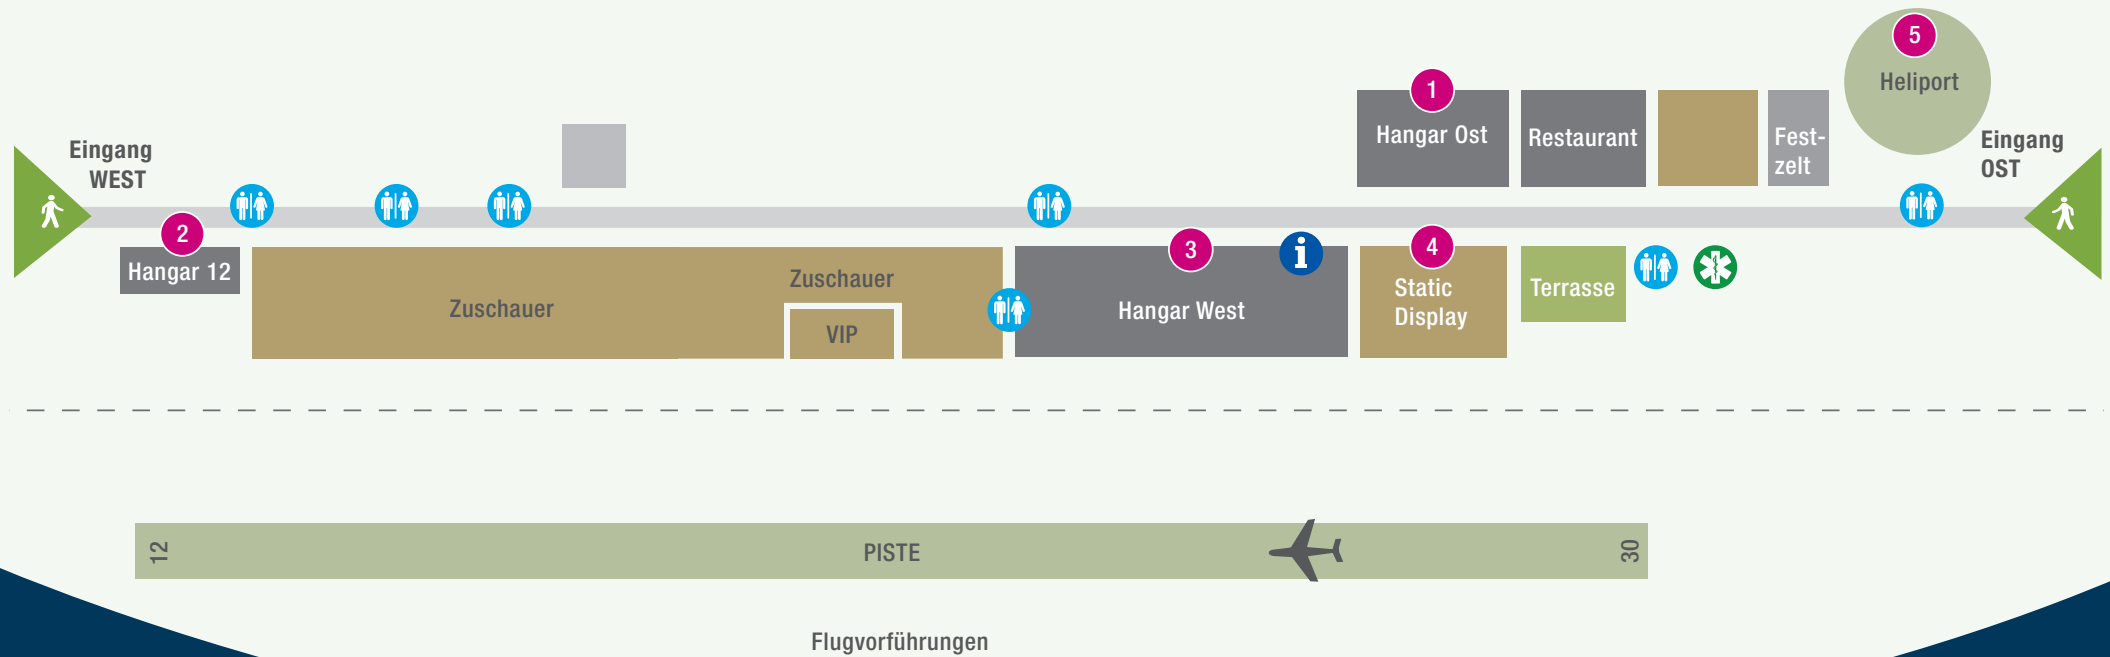 5
Heliport
1
Hangar Ost
Restaurant
Fest-
zelt
Eingang
OST
Eingang
WEST
2
Hangar 12
Zuschauer
Zuschauer
VIP
3
i
Hangar West
4
Static
Display
Terrasse
12
PISTE
30
Flugvorführungen